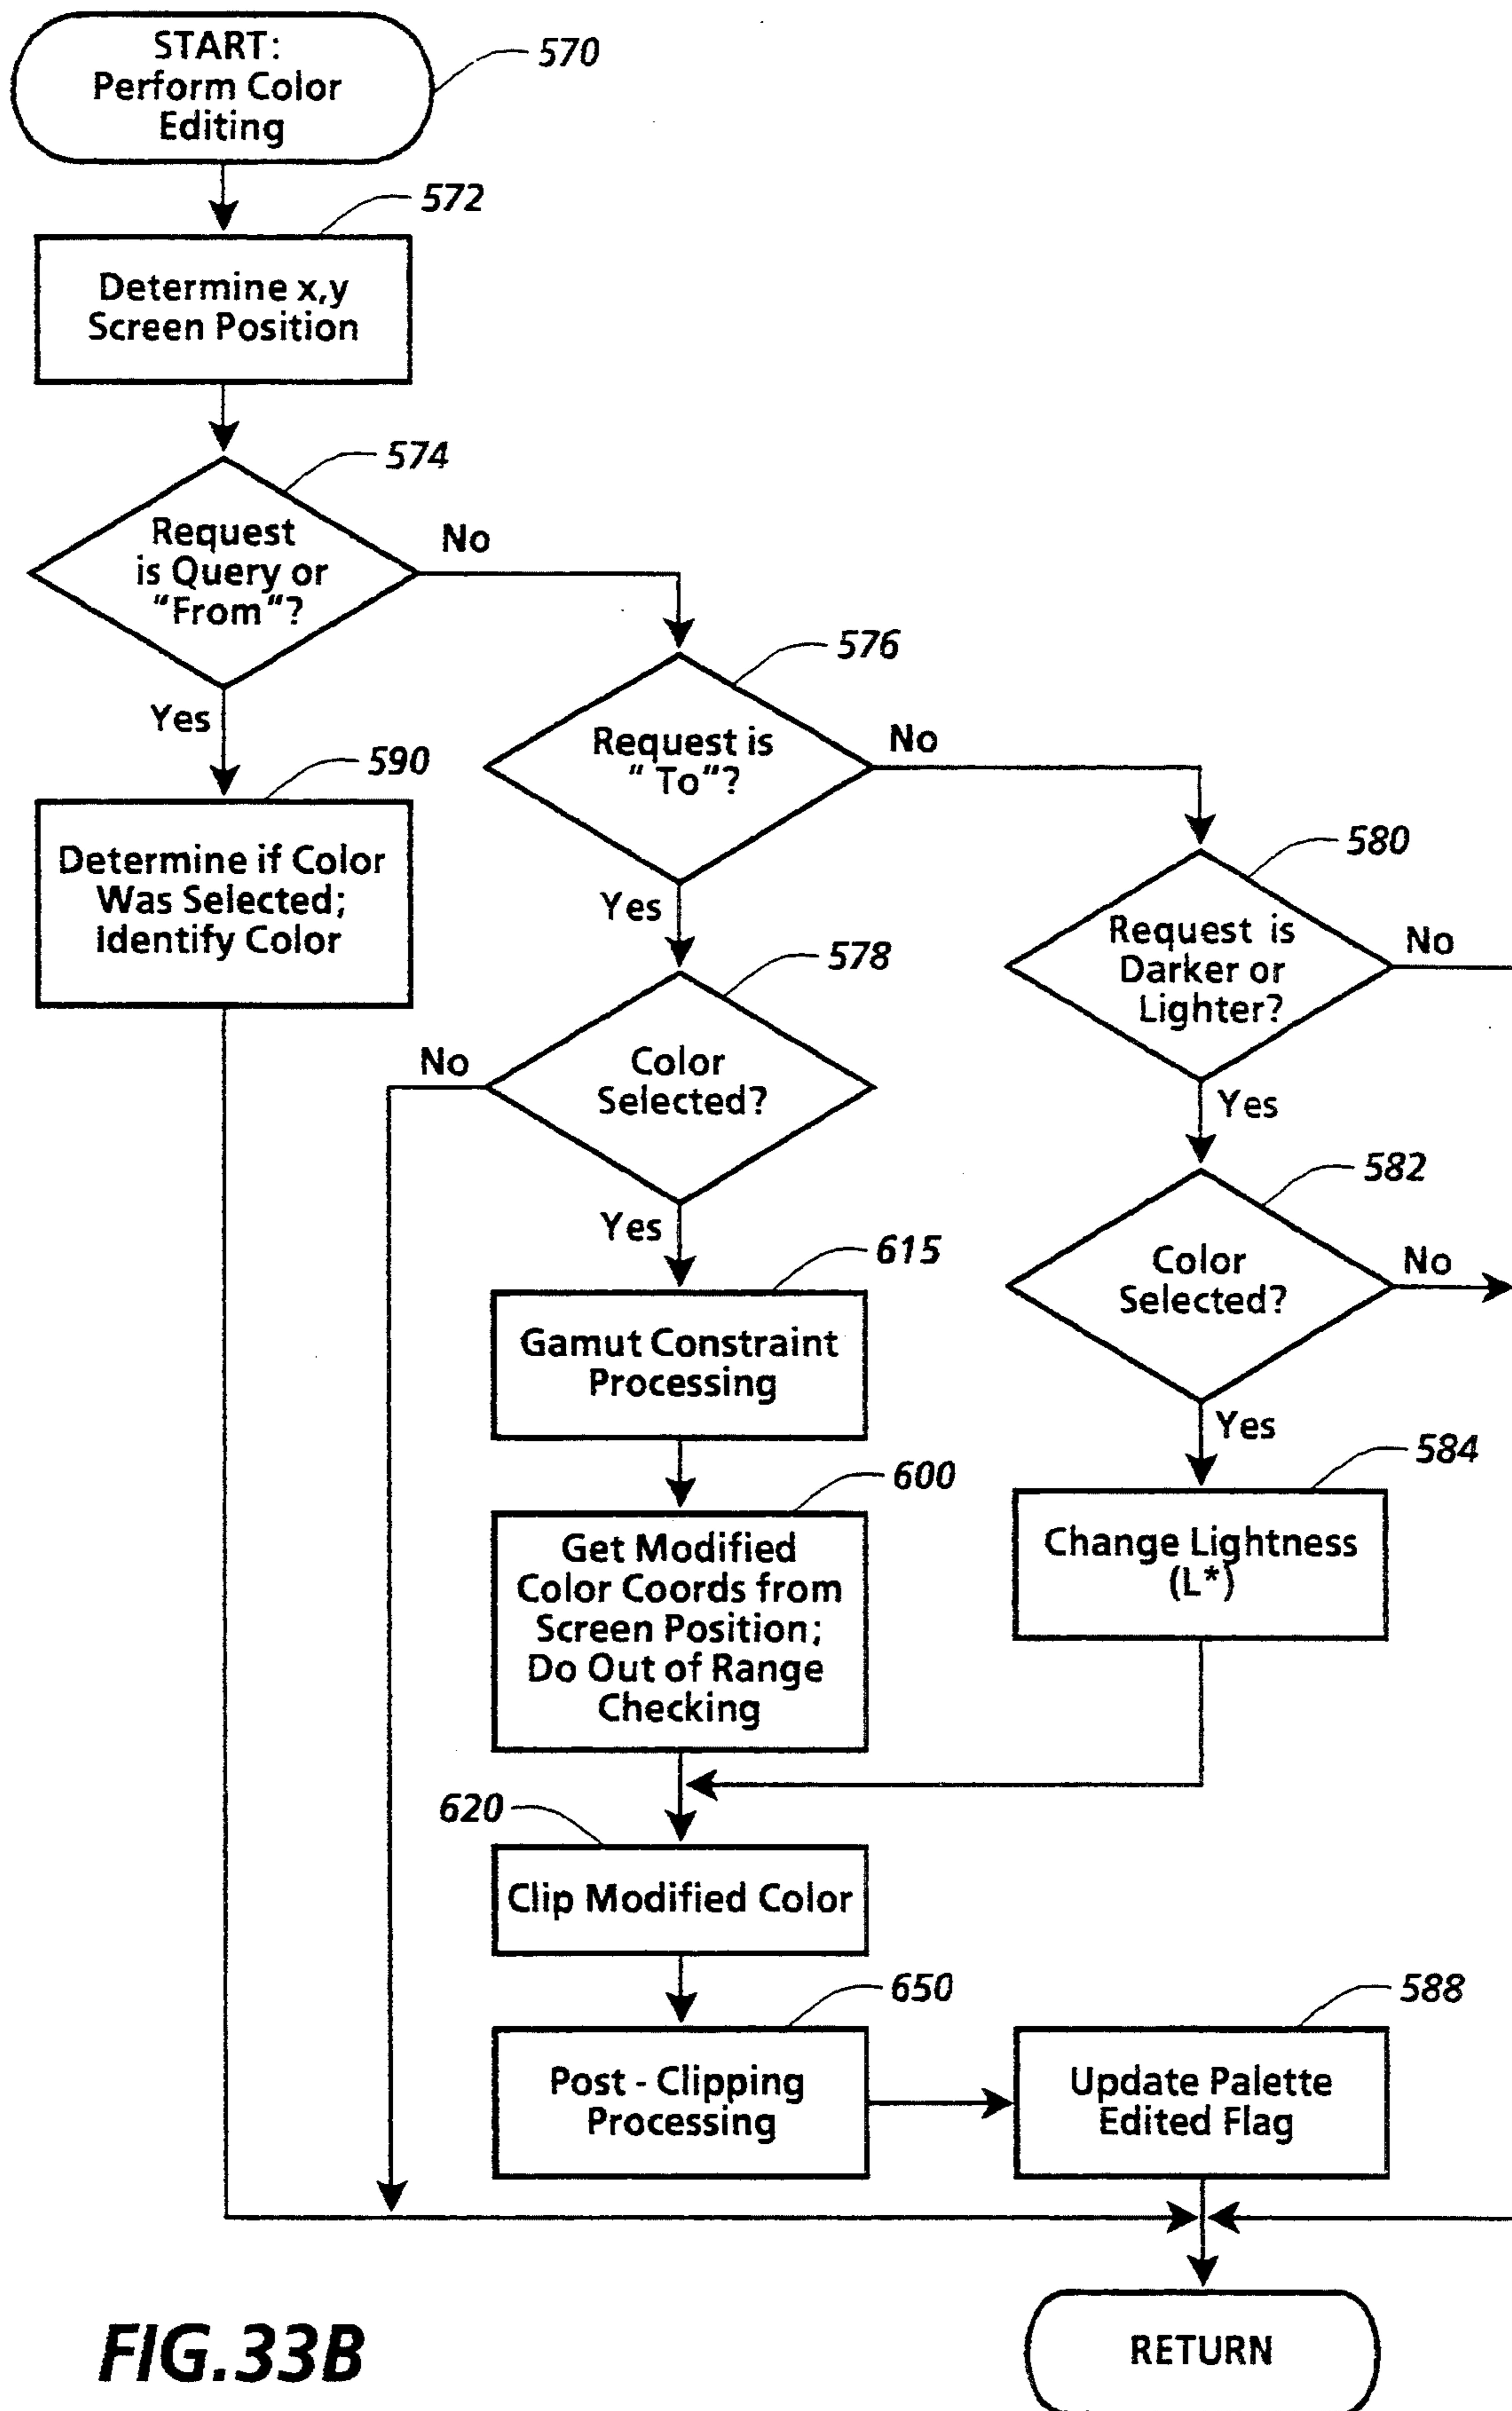 START:
Perform Color
Editing
570
572
Determine x,y
Screen Position
574
Request
is Query or
"From"?
No
Yes
576
Request is
" To"?
No
Yes
590
Determine if Color
Was Selected;
Identify Color
580
Request is
Darker or
Lighter?
No
Yes
578
Color
Selected?
No
Yes
582
Color
Selected?
No
Yes
615
Gamut Constraint
Processing
584
Change Lightness
(L*)
600
Get Modified
Color Coords from
Screen Position;
Do Out of Range
Checking
620
Clip Modified Color
650
Post - Clipping
Processing
588
Update Palette
Edited Flag
RETURN
FIG.33B